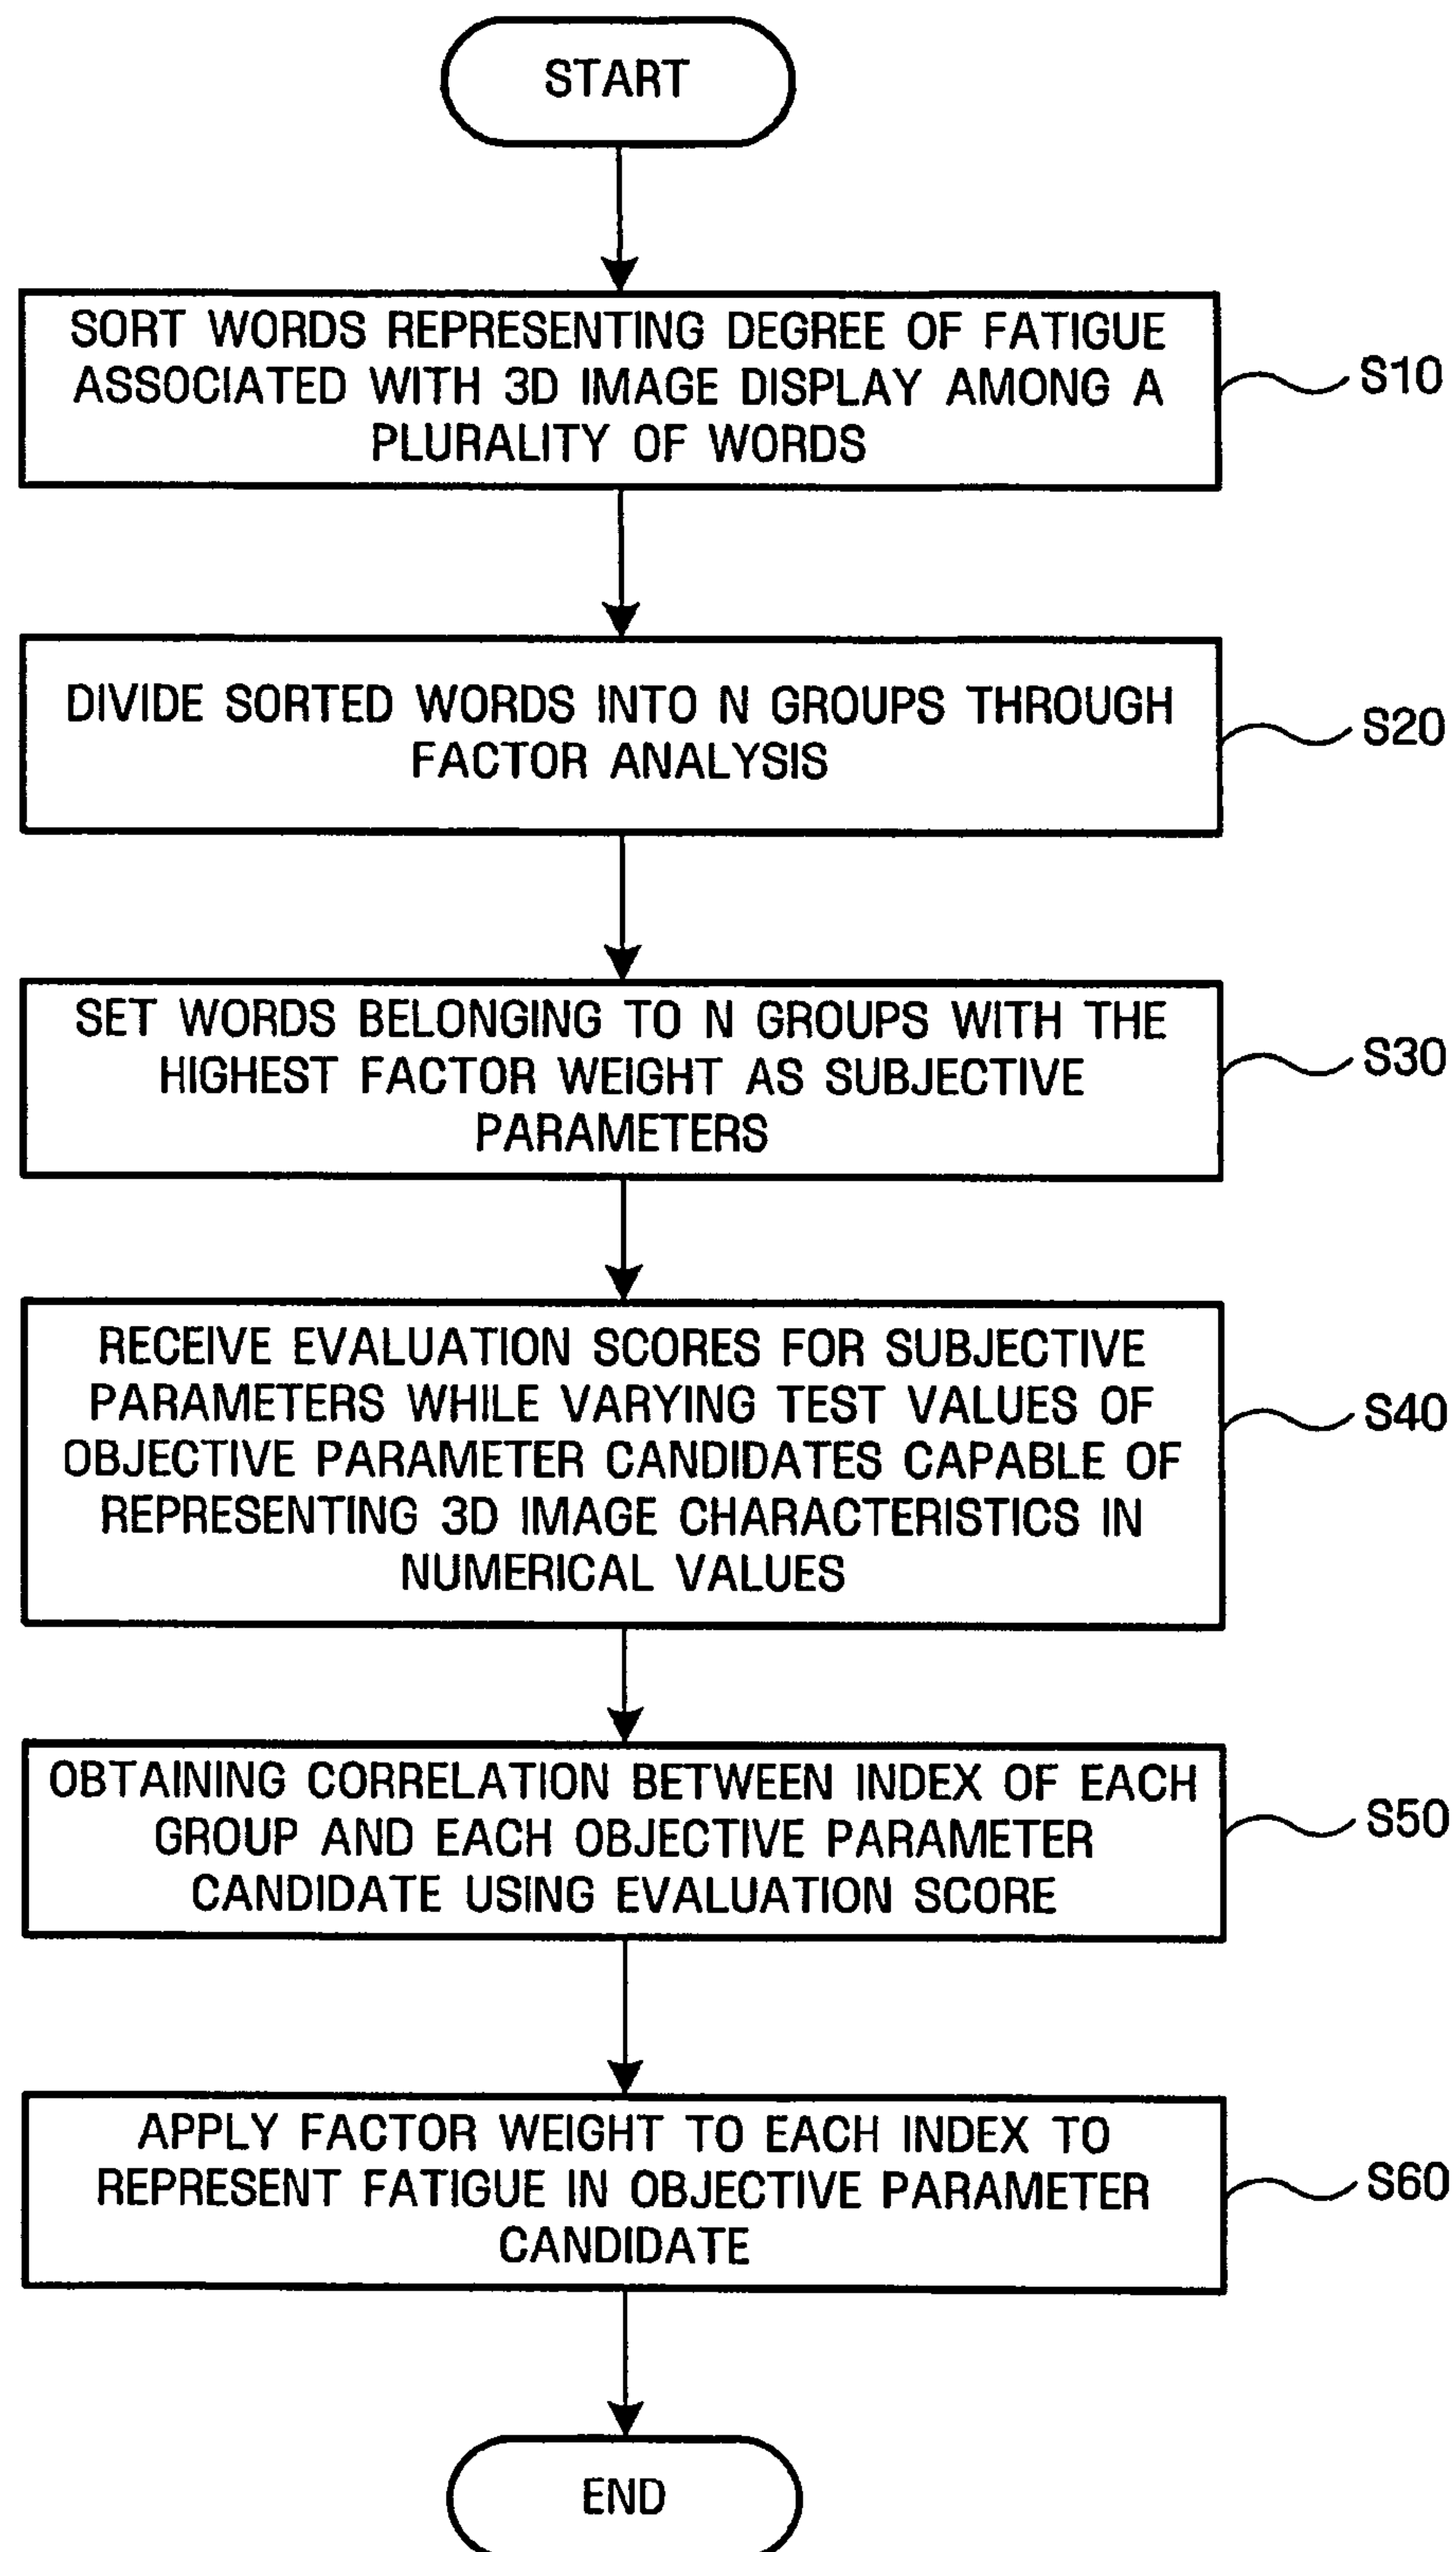 START
SORT WORDS REPRESENTING DEGREE OF FATIGUE
ASSOCIATED WITH 3D IMAGE DISPLAY AMONG A
PLURALITY OF WORDS
S10
DIVIDE SORTED WORDS INTO N GROUPS THROUGH
FACTOR ANALYSIS
S20
SET WORDS BELONGING TO N GROUPS WITH THE
HIGHEST FACTOR WEIGHT AS SUBJECTIVE
PARAMETERS
S30
RECEIVE EVALUATION SCORES FOR SUBJECTIVE
PARAMETERS WHILE VARYING TEST VALUES OF
OBJECTIVE PARAMETER CANDIDATES CAPABLE OF
REPRESENTING 3D IMAGE CHARACTERISTICS IN
NUMERICAL VALUES
S40
OBTAINING CORRELATION BETWEEN INDEX OF EACH
GROUP AND EACH OBJECTIVE PARAMETER
CANDIDATE USING EVALUATION SCORE
S50
APPLY FACTOR WEIGHT TO EACH INDEX TO
REPRESENT FATIGUE IN OBJECTIVE PARAMETER
CANDIDATE
S60
END